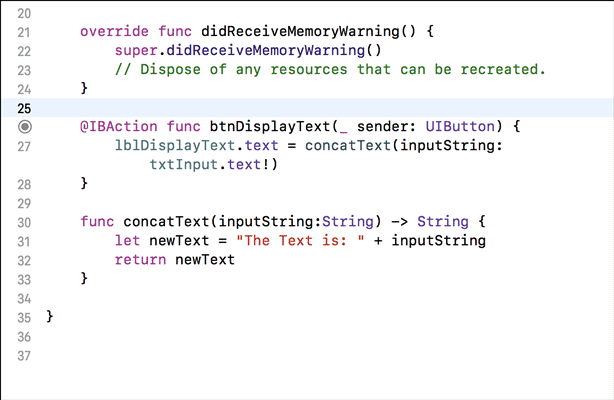 20
21 override func didReceiveMemoryWarning() {
22 super.didReceiveMemoryWarning()
23 // Dispose of any resources that can be recreated.
24 }
25
@IBAction func btnDisplayText(_ sender: UIButton) {
27 lblDisplayText.text = concatText(inputString:
txtInput.text!)
28 }
29
30 func concatText(inputString:String) -> String {
31 let newText = "The Text is: " + inputString
32 return newText
33 }
34
35 }
36
37